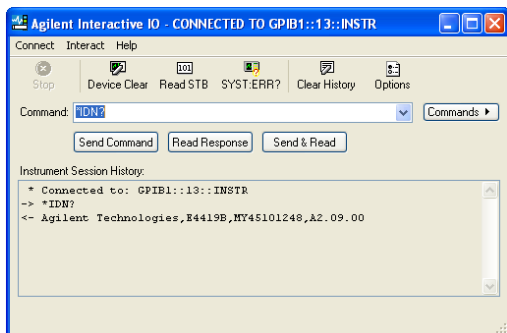 Agilent Interactive IO - CONNECTED TO GPIB1::13::INSTR
Connect Interact Help
Stop Device Clear Read STB SYST:ERR? Clear History Options
Command: *IDN? Commands
Send Command Read Response Send & Read
Instrument Session History:
* Connected to: GPIB1::13::INSTR
-> *IDN?
<- Agilent Technologies,E4419B,MY45101248,A2.09.00